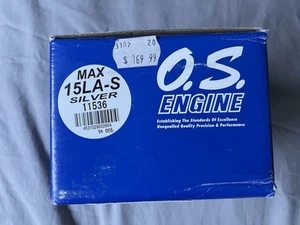 $ 169.99
MAX
15LA-S
SILVER
11536
O.S.
ENGINE
Establishing The Standards Of Excellence
Unequalled Quality Precision & Performance